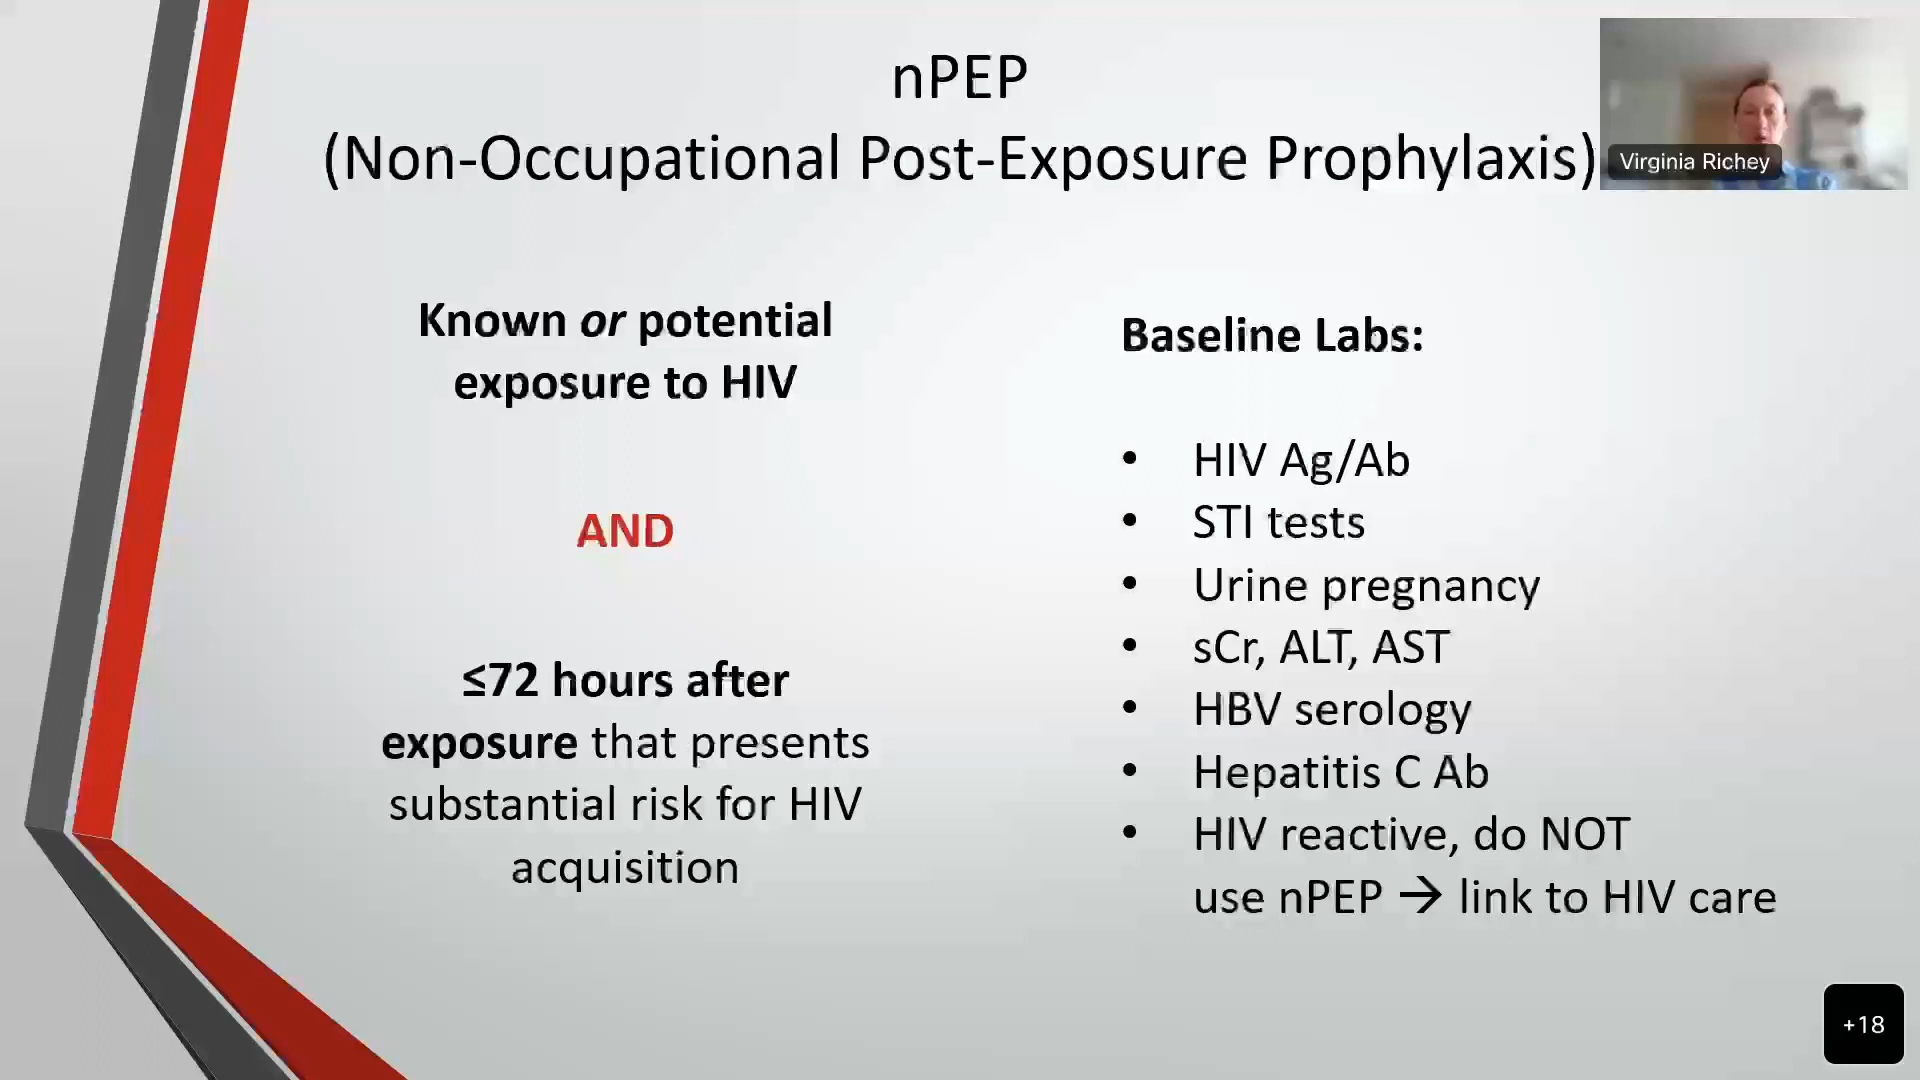 nPEP
(Non-Occupational Post-Exposure Prophylaxis)
Virginia Richey
Known or potential
exposure to HIV
AND
≤72 hours after
exposure that presents
substantial risk for HIV
acquisition
Baseline Labs:
• HIV Ag/Ab
• STI tests
• Urine pregnancy
• sCr, ALT, AST
• HBV serology
• Hepatitis C Ab
• HIV reactive, do NOT
use nPEP → link to HIV care
+18